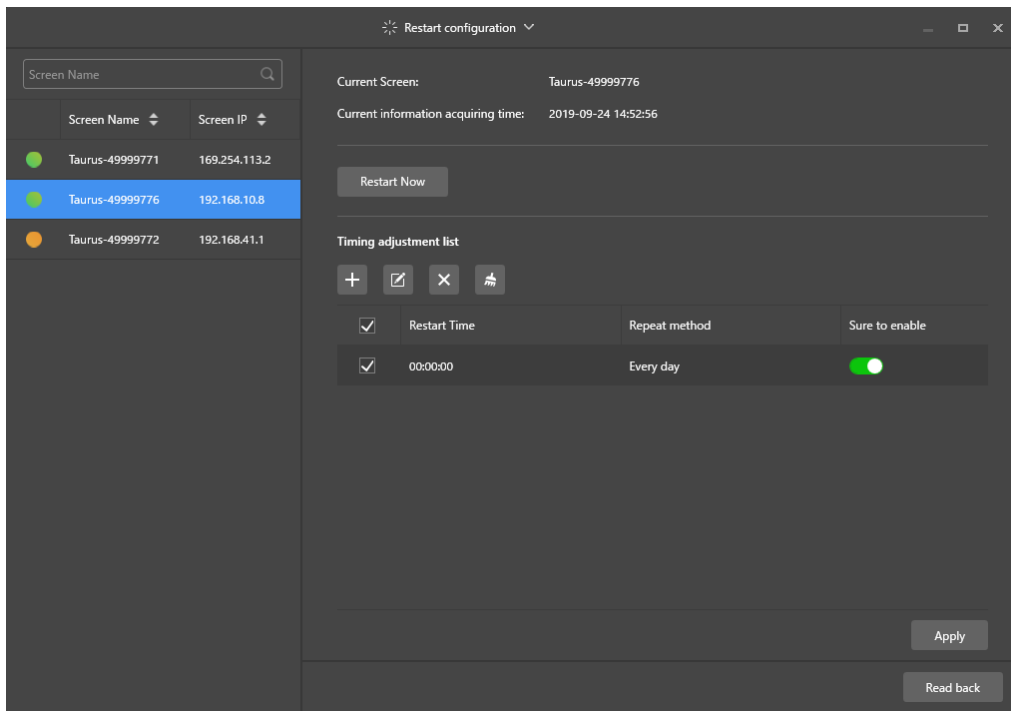 Restart configuration
Screen Name
Screen Name Screen IP
Taurus-49999771 169.254.113.2
Taurus-49999776 192.168.10.8
Taurus-49999772 192.168.41.1
Current Screen: Taurus-49999776
Current information acquiring time: 2019-09-24 14:52:56
Restart Now
Timing adjustment list
Restart Time Repeat method Sure to enable
00:00:00 Every day
Apply
Read back